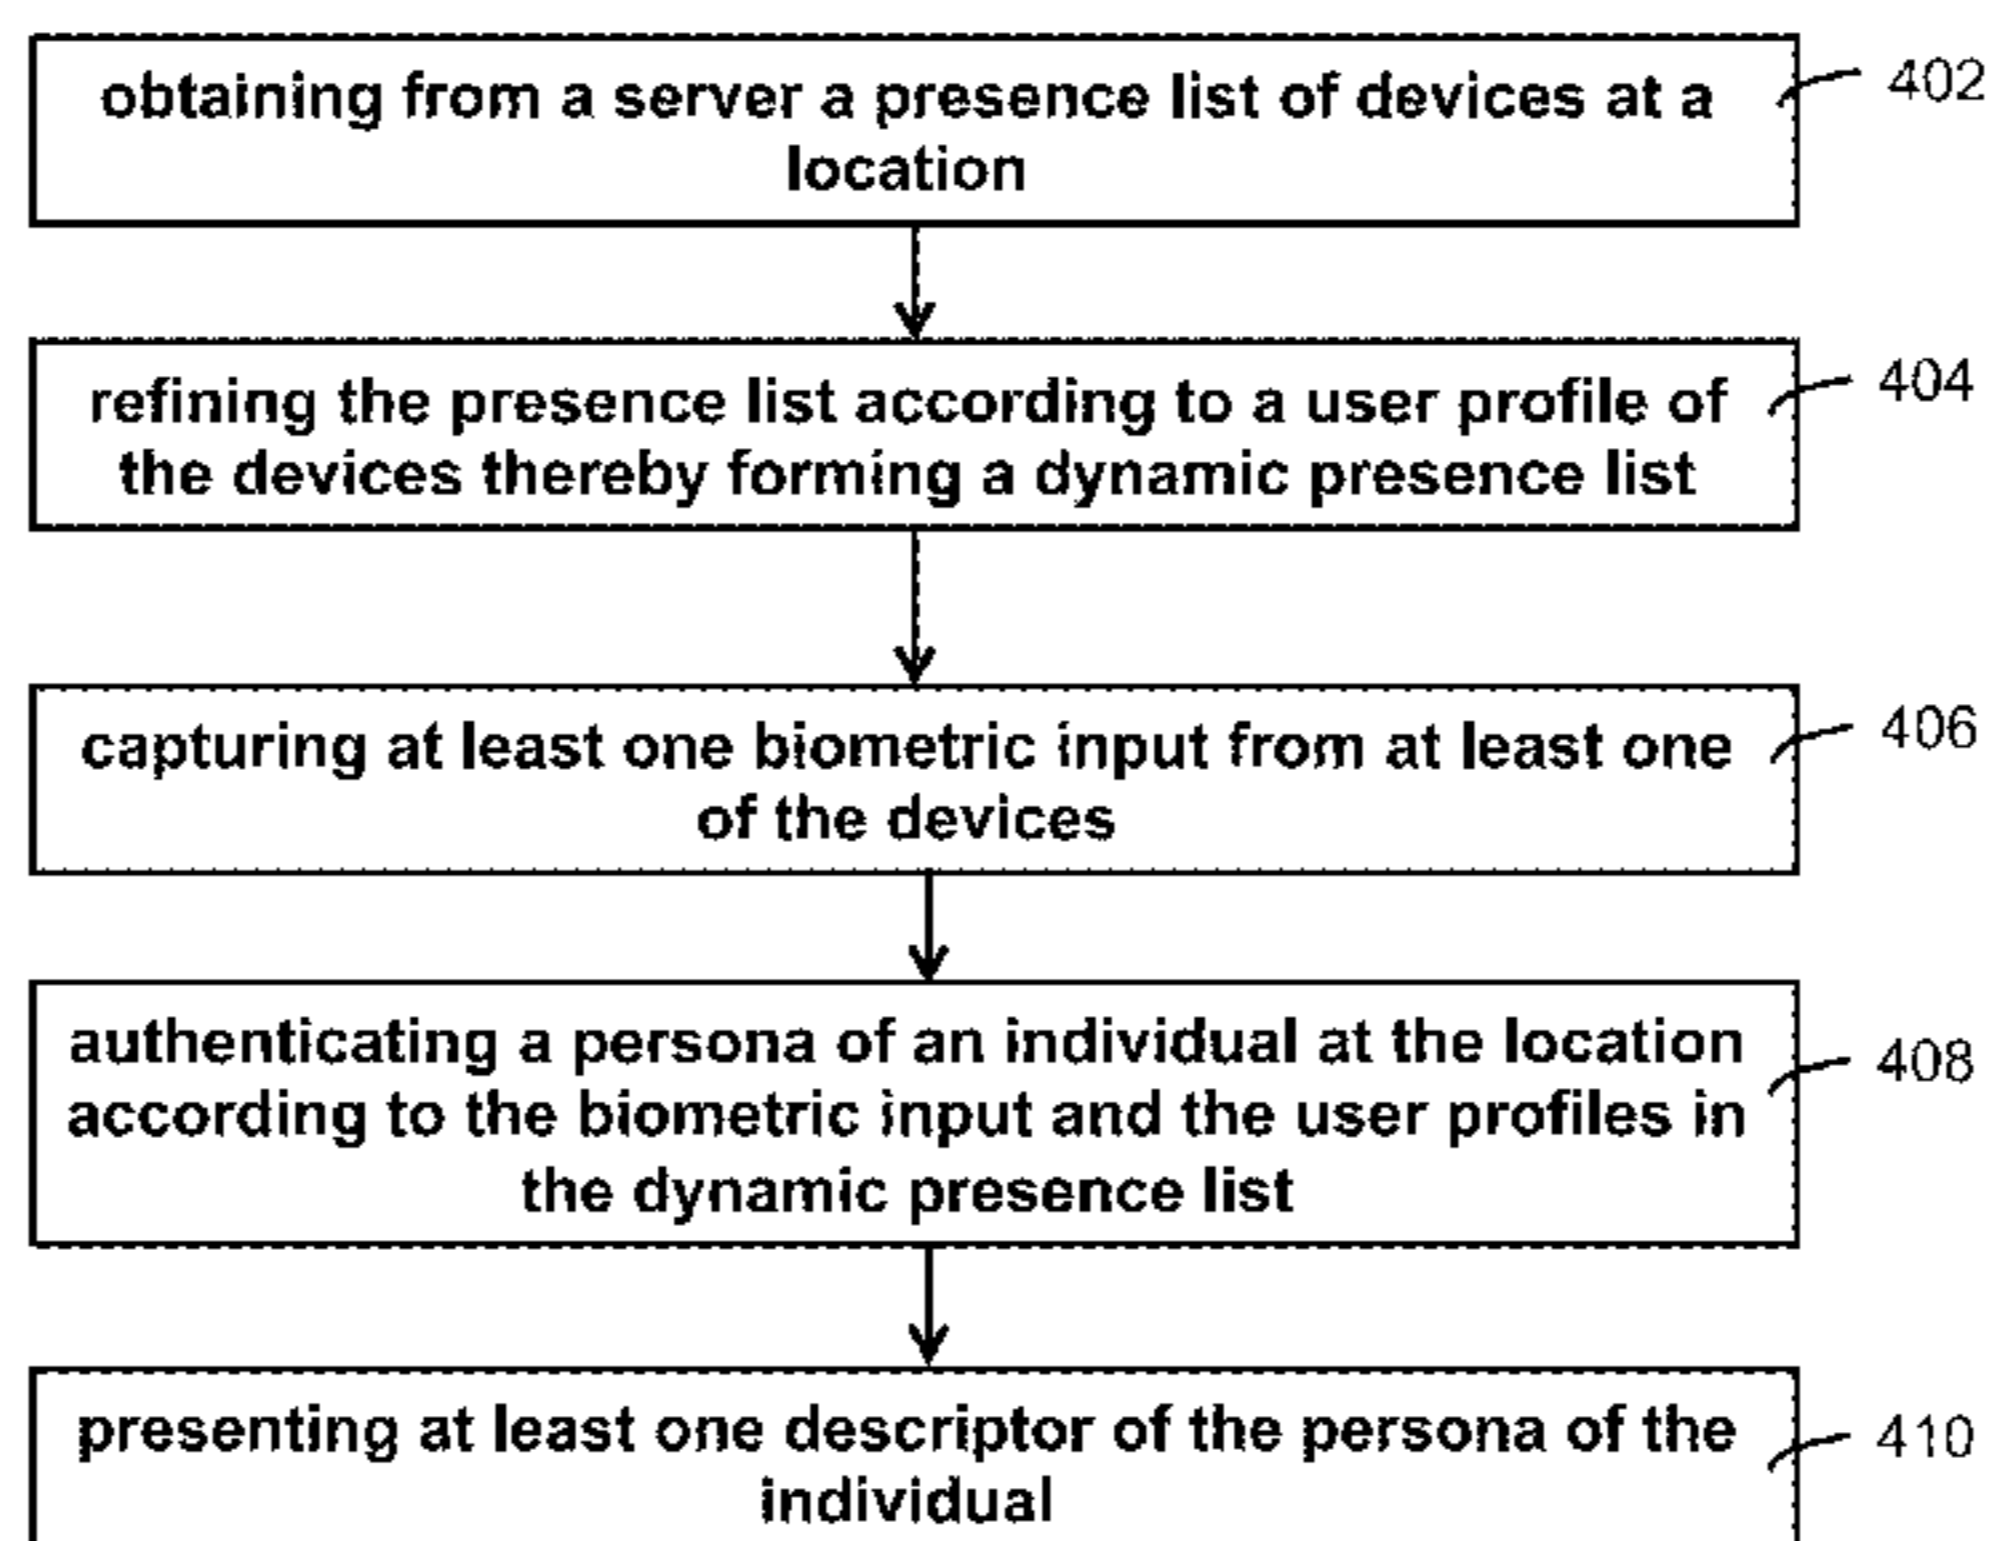 obtaining from a server a presence list of devices at a
location
402
refining the presence list according to a user profile of
the devices thereby forming a dynamic presence list
404
capturing at least one biometric input from at least one
of the devices
406
authenticating a persona of an individual at the location
according to the biometric input and the user profiles in
the dynamic presence list
408
presenting at least one descriptor of the persona of the
individual
410